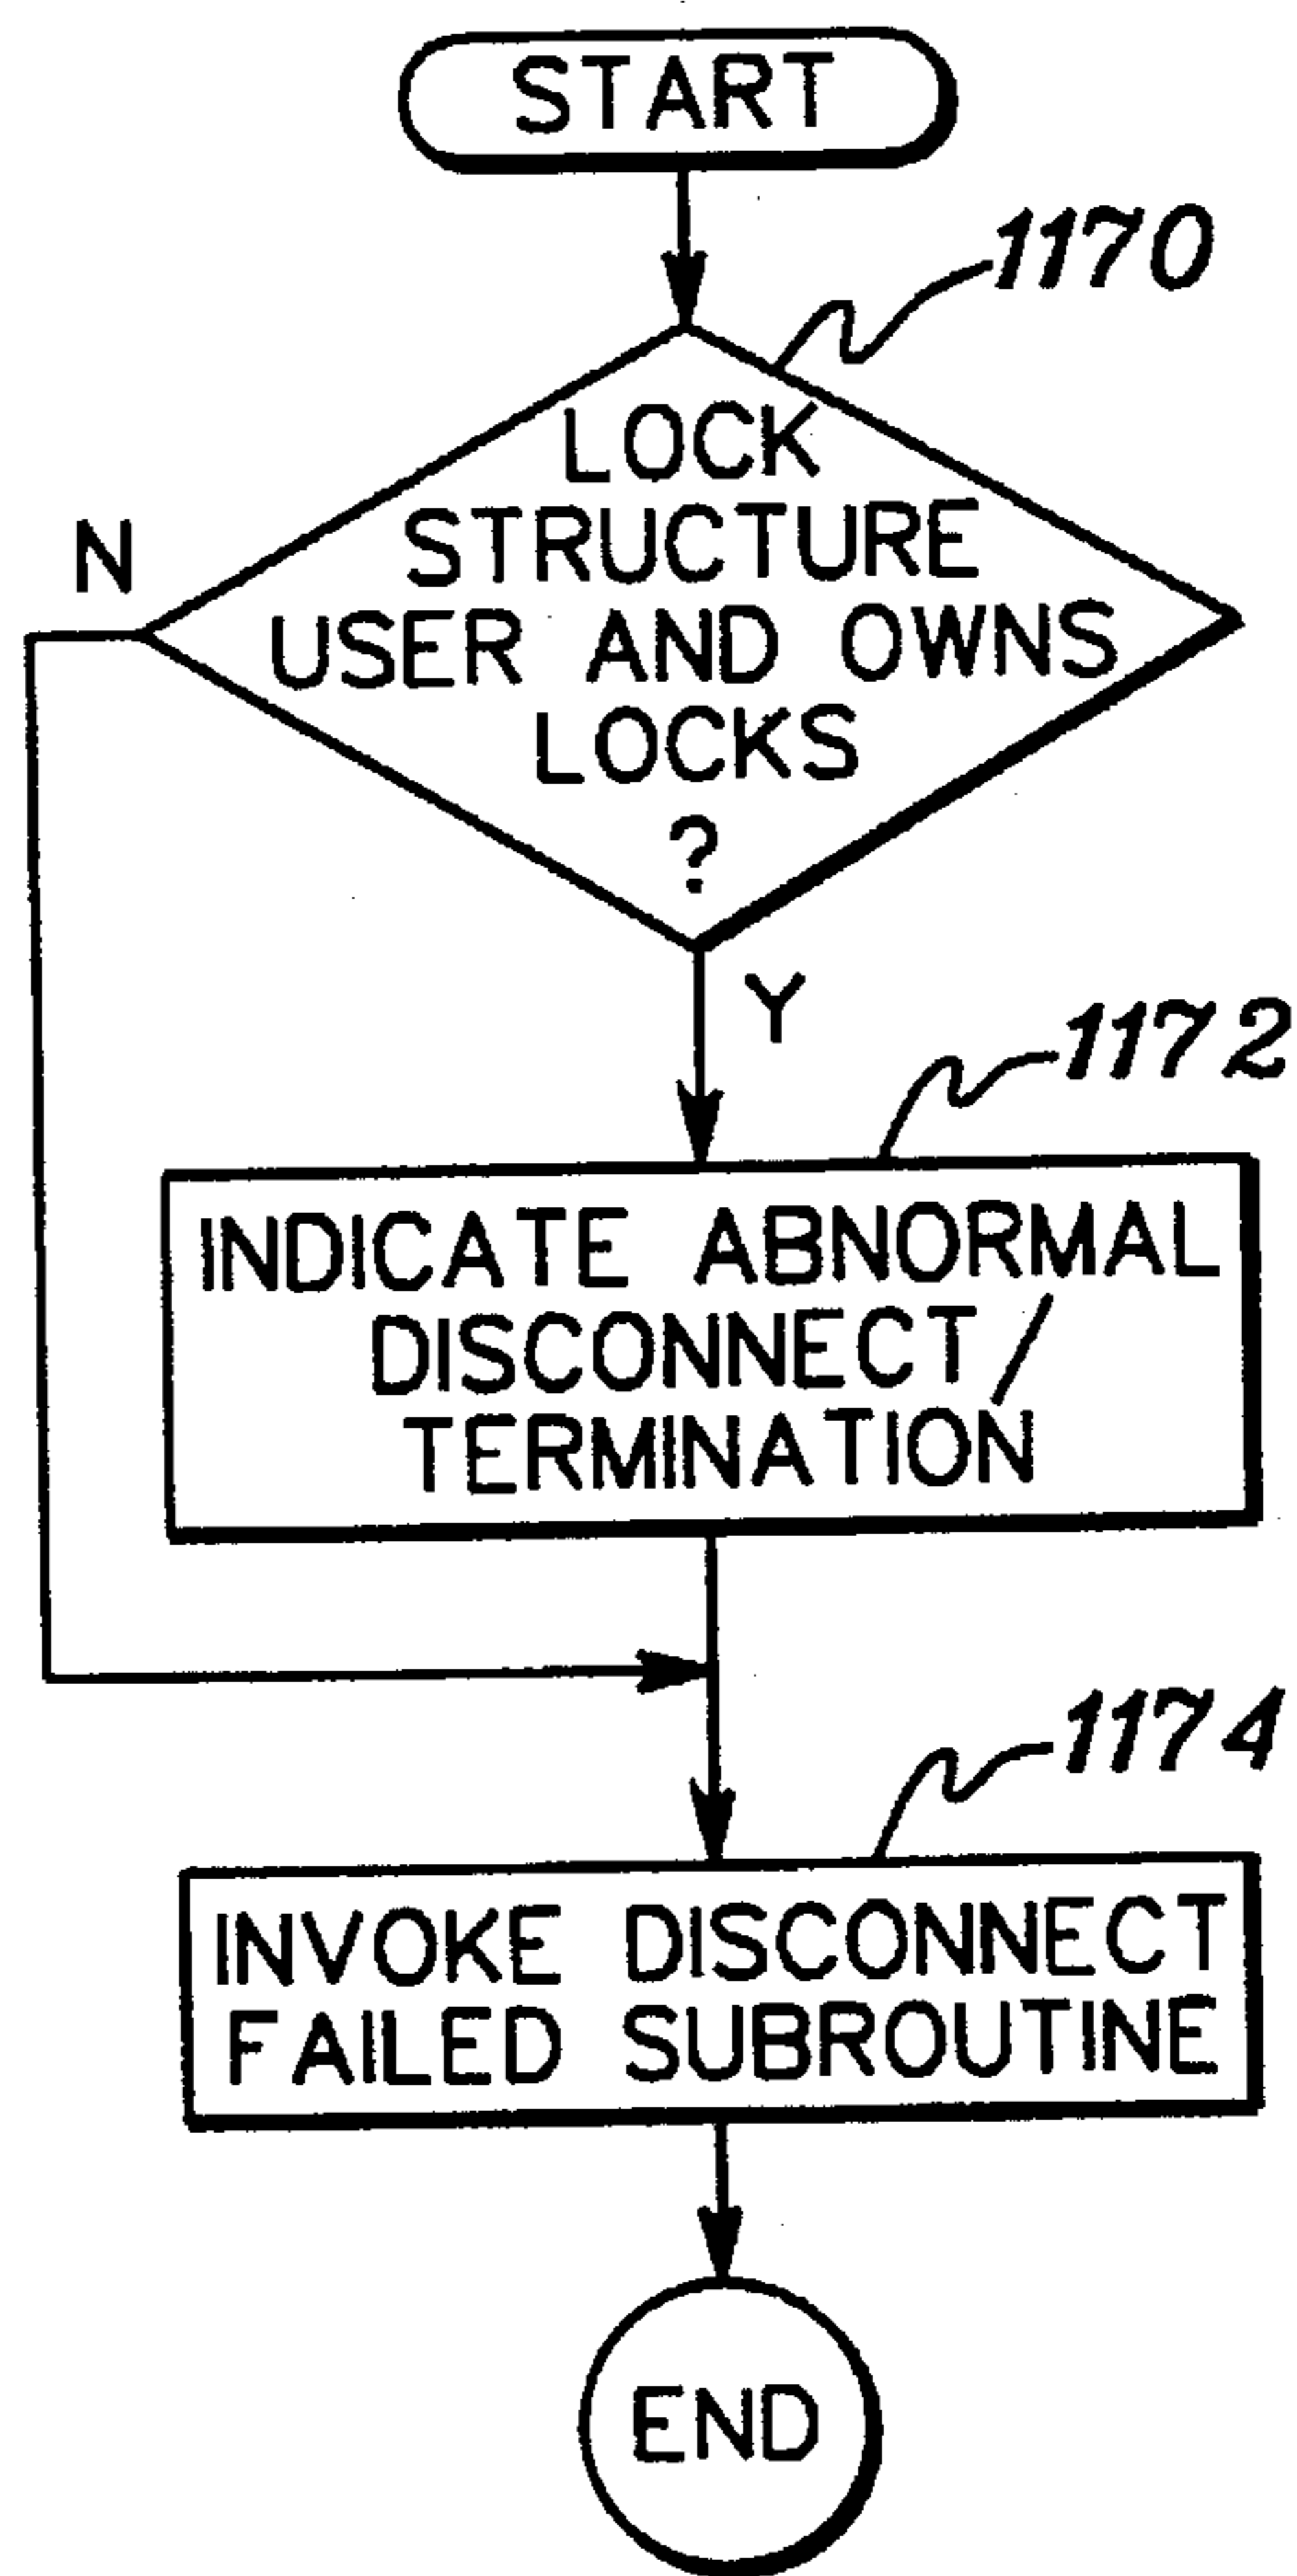 START
1170
LOCK
STRUCTURE
N
USER AND OWNS
LOCKS
?
Y
1172
INDICATE ABNORMAL
DISCONNECT/
TERMINATION
1174
INVOKE DISCONNECT
FAILED SUBROUTINE
END